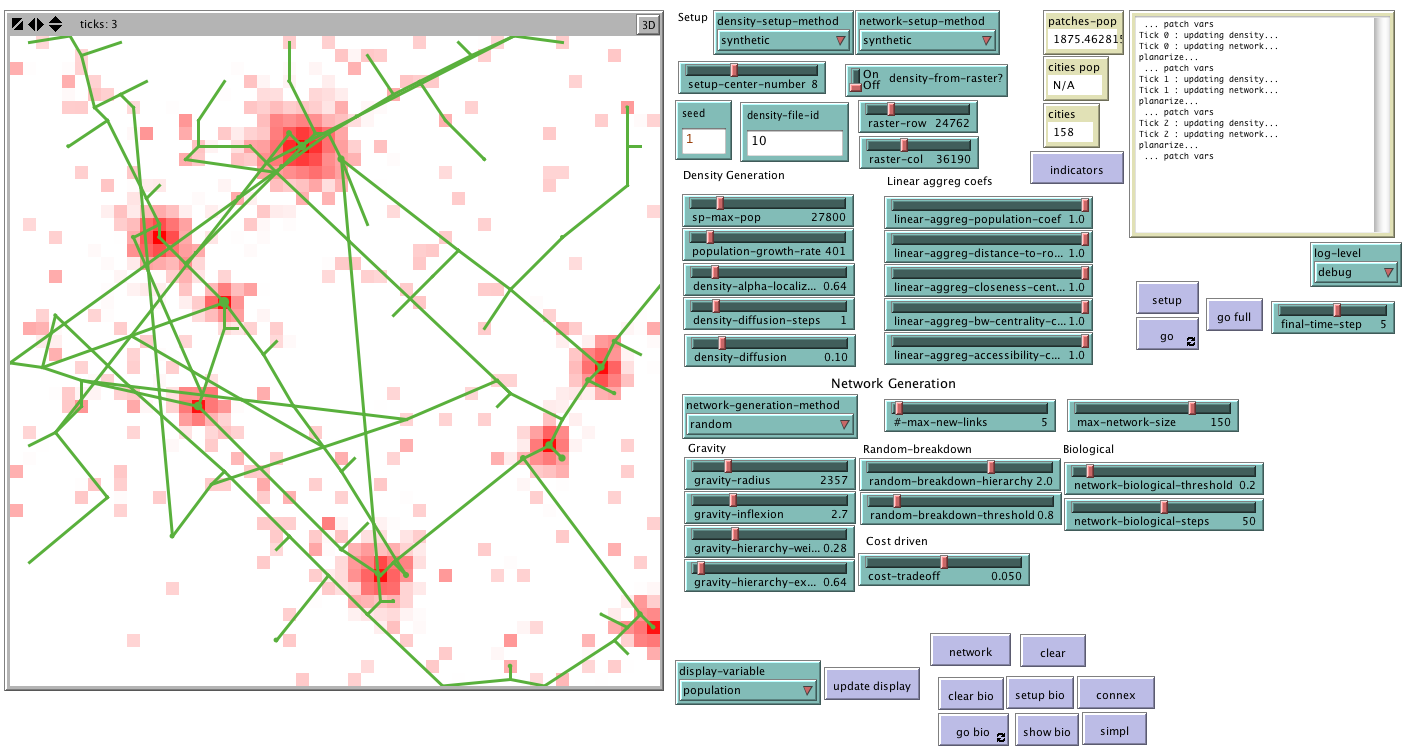 ticks: 3
3D
Setup
density-setup-method
synthetic
network-setup-method
synthetic
setup-center-number 8
On
Off
density-from-raster?
seed
1
density-file-id
10
raster-row 24762
raster-col 36190
patches-pop
1875.462815
cities pop
N/A
cities
158
indicators
... patch vars
Tick 0 : updating density...
Tick 0 : updating network...
planarize...
... patch vars
Tick 1 : updating density...
Tick 1 : updating network...
planarize...
... patch vars
Tick 2 : updating density...
Tick 2 : updating network...
planarize...
... patch vars
Density Generation
sp-max-pop 27800
population-growth-rate 401
density-alpha-localiz... 0.64
density-diffusion-steps 1
density-diffusion 0.10
Linear aggreg coefs
linear-aggreg-population-coef 1.0
linear-aggreg-distance-to-ro... 1.0
linear-aggreg-closeness-cent... 1.0
linear-aggreg-bw-centrality-c... 1.0
linear-aggreg-accessibility-c... 1.0
log-level
debug
setup
go
go full
final-time-step 5
Network Generation
network-generation-method
random
#-max-new-links 5
max-network-size 150
Gravity
gravity-radius 2357
gravity-inflexion 2.7
gravity-hierarchy-wei... 0.28
gravity-hierarchy-ex... 0.64
Random-breakdown
random-breakdown-hierarchy 2.0
random-breakdown-threshold 0.8
Biological
network-biological-threshold 0.2
network-biological-steps 50
Cost driven
cost-tradeoff 0.050
display-variable
population
update display
network
clear
clear bio
setup bio
connex
go bio
show bio
simpl